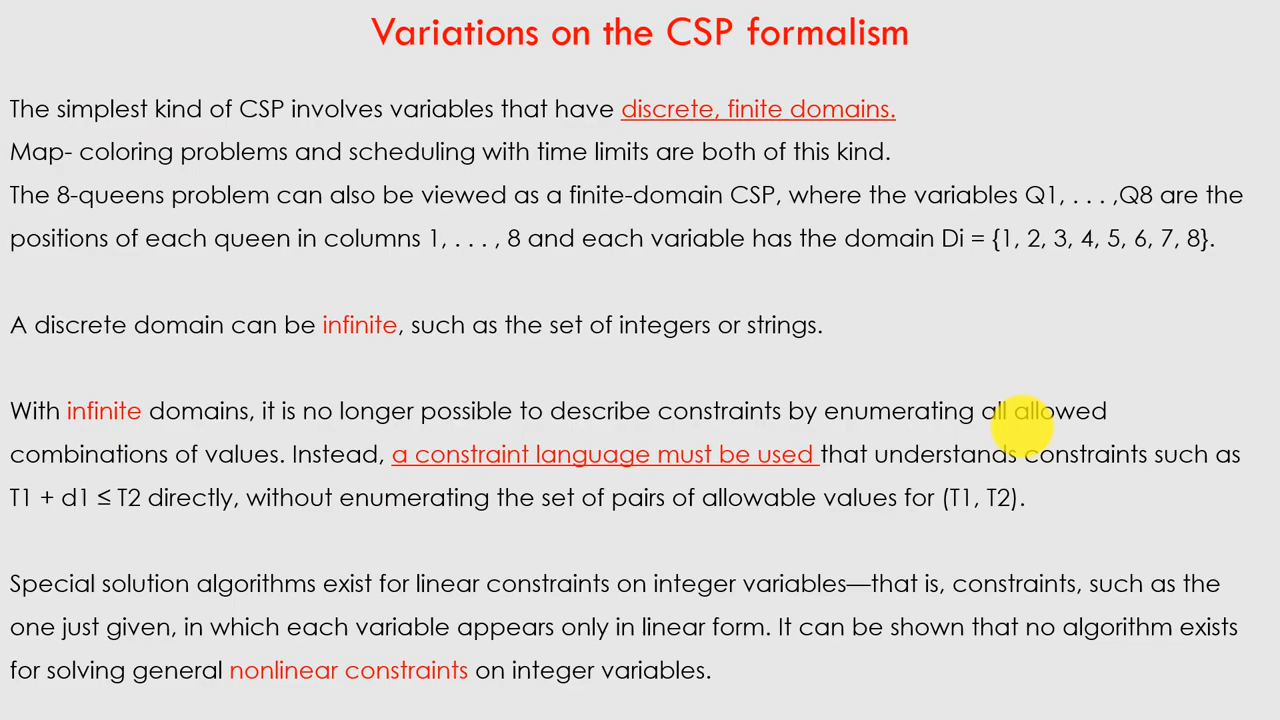 Variations on the CSP formalism
The simplest kind of CSP involves variables that have discrete, finite domains.
Map- coloring problems and scheduling with time limits are both of this kind.
The 8-queens problem can also be viewed as a finite-domain CSP, where the variables Q1, . . . ,Q8 are the
positions of each queen in columns 1, . . . , 8 and each variable has the domain Di = {1, 2, 3, 4, 5, 6, 7, 8}.
A discrete domain can be infinite, such as the set of integers or strings.
With infinite domains, it is no longer possible to describe constraints by enumerating all allowed
combinations of values. Instead, a constraint language must be used that understands constraints such as
T1 + d1 ≤ T2 directly, without enumerating the set of pairs of allowable values for (T1, T2).
Special solution algorithms exist for linear constraints on integer variables—that is, constraints, such as the
one just given, in which each variable appears only in linear form. It can be shown that no algorithm exists
for solving general nonlinear constraints on integer variables.